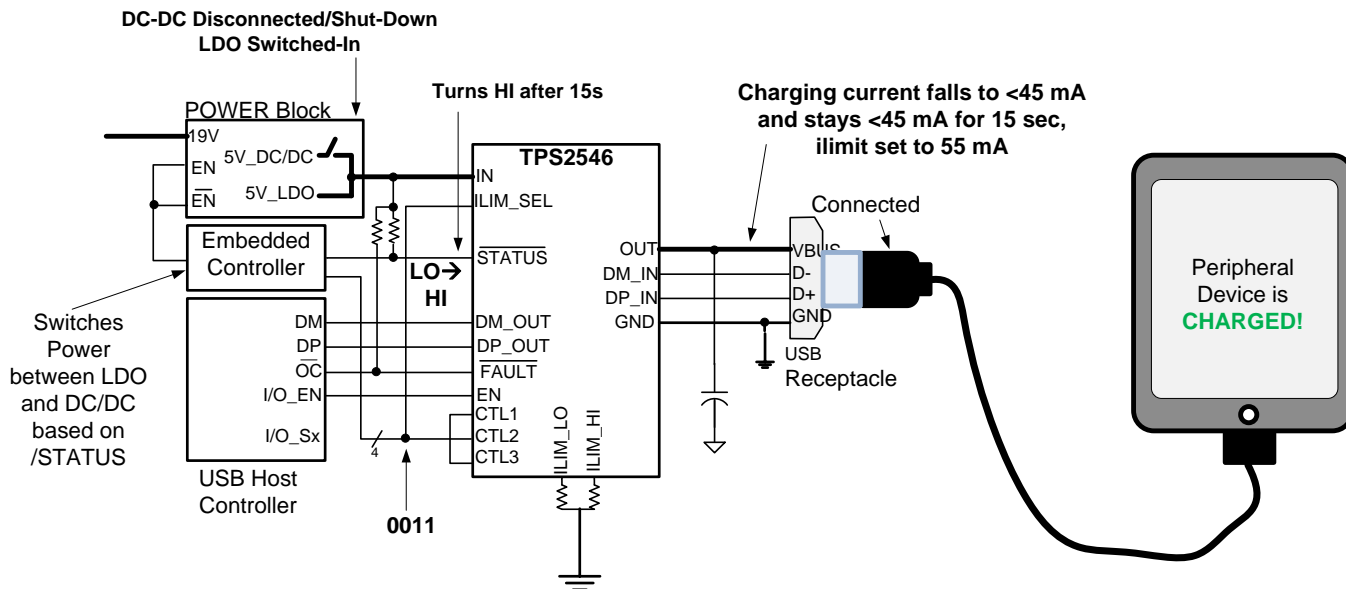 DC-DC Disconnected/Shut-Down
LDO Switched-In
Turns HI after 15s
Charging current falls to <45 mA
and stays <45 mA for 15 sec,
ilimit set to 55 mA
POWER Block
19V
EN
EN
5V_DC/DC
5V_LDO
Embedded
Controller
Switches
Power
between LDO
and DC/DC
based on
/STATUS
DM
DP
OC
I/O_EN
I/O_Sx
USB Host
Controller
LO→
HI
4
0011
TPS2546
IN
ILIM_SEL
STATUS
DM_OUT
DP_OUT
FAULT
EN
CTL1
CTL2
CTL3
ILIM_LO
ILIM_HI
OUT
DM_IN
DP_IN
GND
VBUS
D-
D+
GND
USB
Receptacle
Connected
Peripheral
Device is
CHARGED!